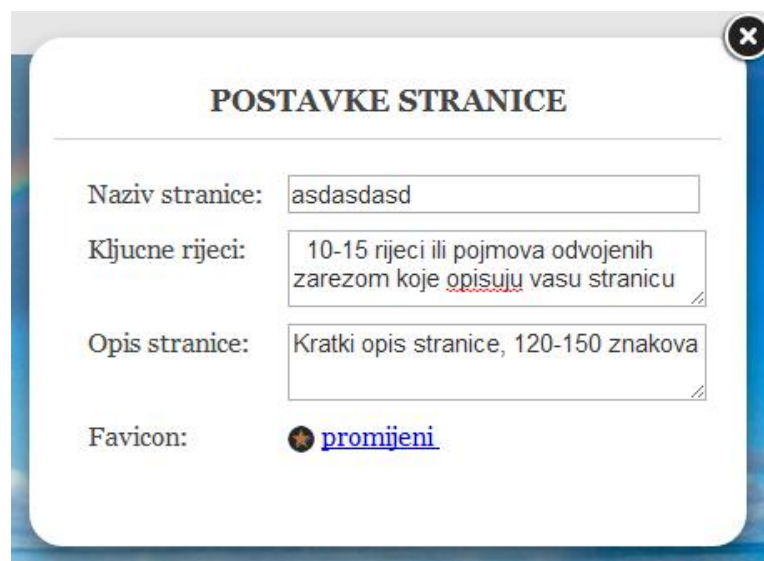 POSTAVKE STRANICE
Naziv stranice: asdasdasd
Kljucne rijeci: 10-15 rijeci ili pojmova odvojenih
zarezom koje opisuju vasu stranicu
Opis stranice: Kratki opis stranice, 120-150 znakova
Favicon: promijeni